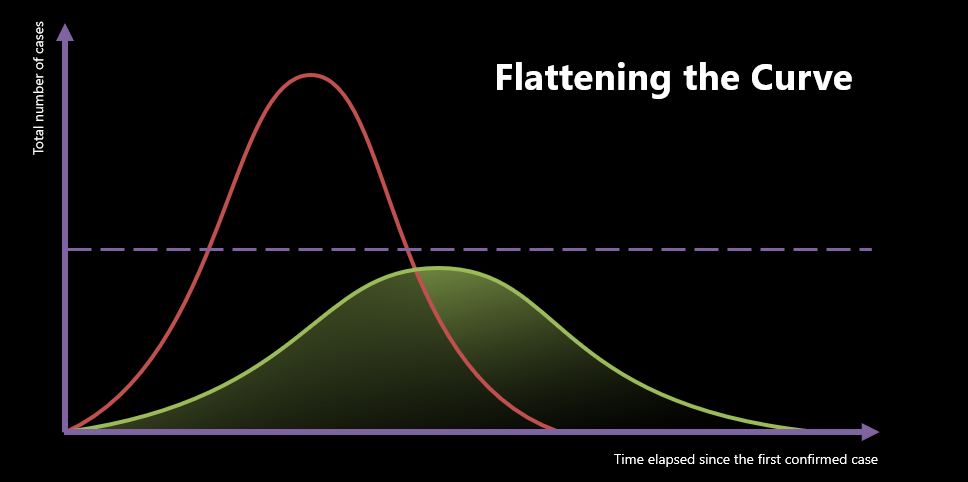 Total number of cases
Flattening the Curve
Time elapsed since the first confirmed case